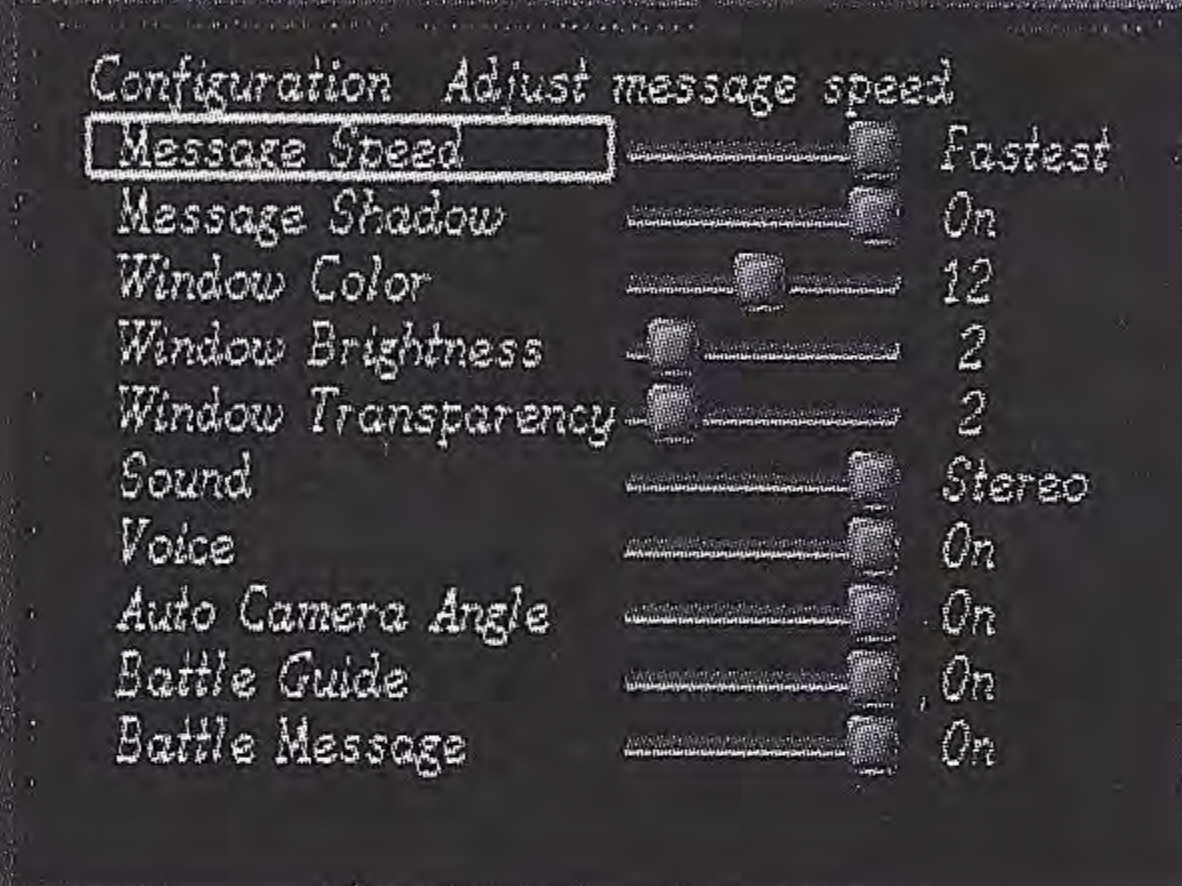 Configuration Adjust message speed
Message Speed Fastest
Message Shadow On
Window Color 12
Window Brightness 2
Window Transparency 2
Sound Stereo
Voice On
Auto Camera Angle On
Battle Guide On
Battle Message On